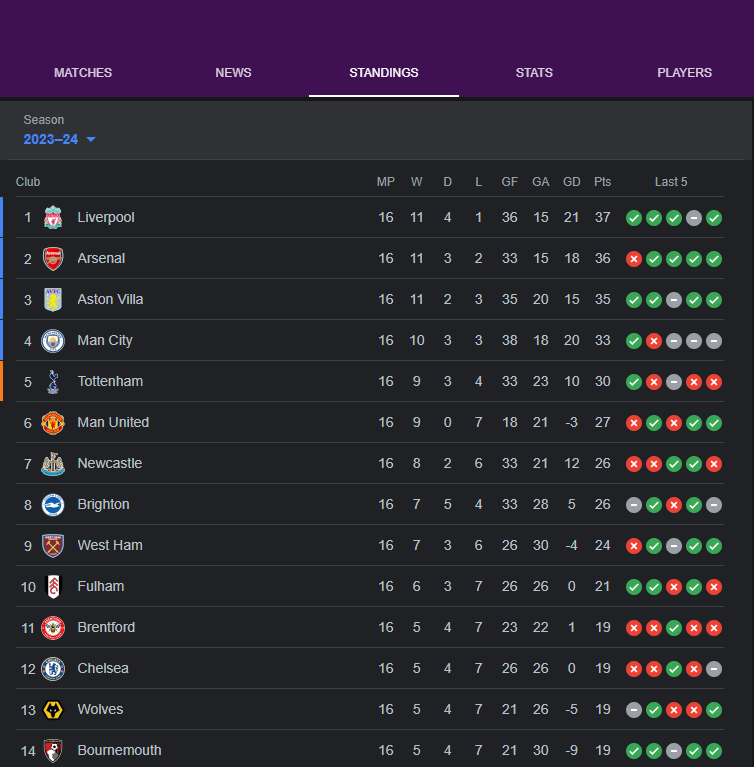 MATCHES NEWS STANDINGS STATS PLAYERS
Season
2023–24
Club MP W D L GF GA GD Pts Last 5
1 Liverpool 16 11 4 1 36 15 21 37
2 Arsenal 16 11 3 2 33 15 18 36
3 Aston Villa 16 11 2 3 35 20 15 35
4 Man City 16 10 3 3 38 18 20 33
5 Tottenham 16 9 3 4 33 23 10 30
6 Man United 16 9 0 7 18 21 -3 27
7 Newcastle 16 8 2 6 33 21 12 26
8 Brighton 16 7 5 4 33 28 5 26
9 West Ham 16 7 3 6 26 30 -4 24
10 Fulham 16 6 3 7 26 26 0 21
11 Brentford 16 5 4 7 23 22 1 19
12 Chelsea 16 5 4 7 26 26 0 19
13 Wolves 16 5 4 7 21 26 -5 19
14 Bournemouth 16 5 4 7 21 30 -9 19